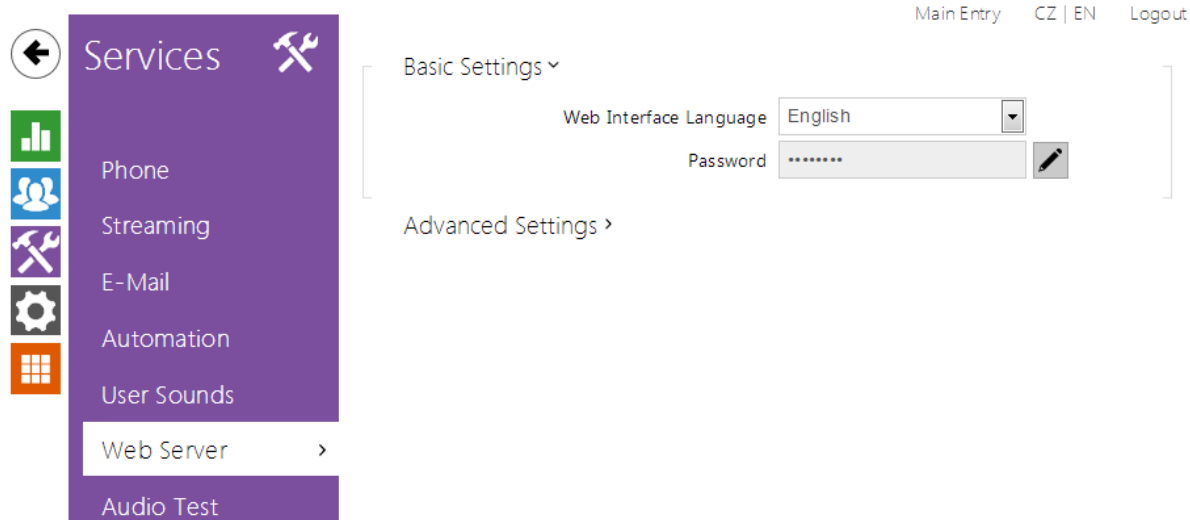 Main Entry CZ | EN Logout
Services
Phone
Streaming
E-Mail
Automation
User Sounds
Web Server
Audio Test
Basic Settings
Web Interface Language English
Password ••••••••
Advanced Settings